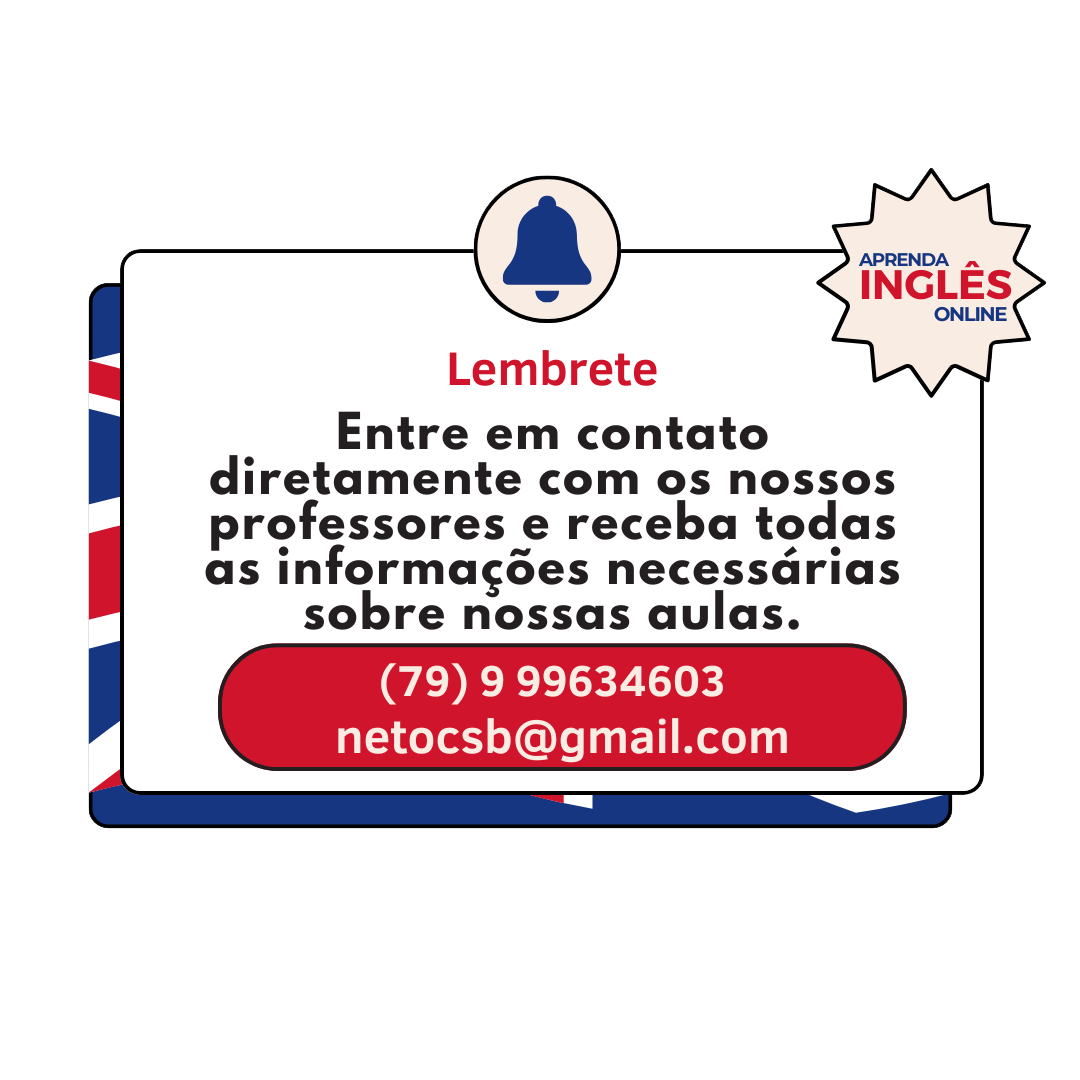 APRENDA
INGLÊS
ONLINE
Lembrete
Entre em contato
diretamente com os nossos
professores e receba todas
as informações necessárias
sobre nossas aulas.
(79) 9 99634603
netocsb@gmail.com